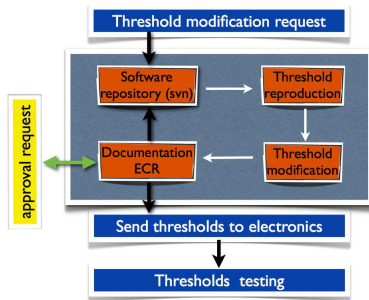 Threshold modification request
Software
repository (svn)
Threshold
reproduction
approval request
Documentation
ECR
Threshold
modification
Send thresholds to electronics
Thresholds testing